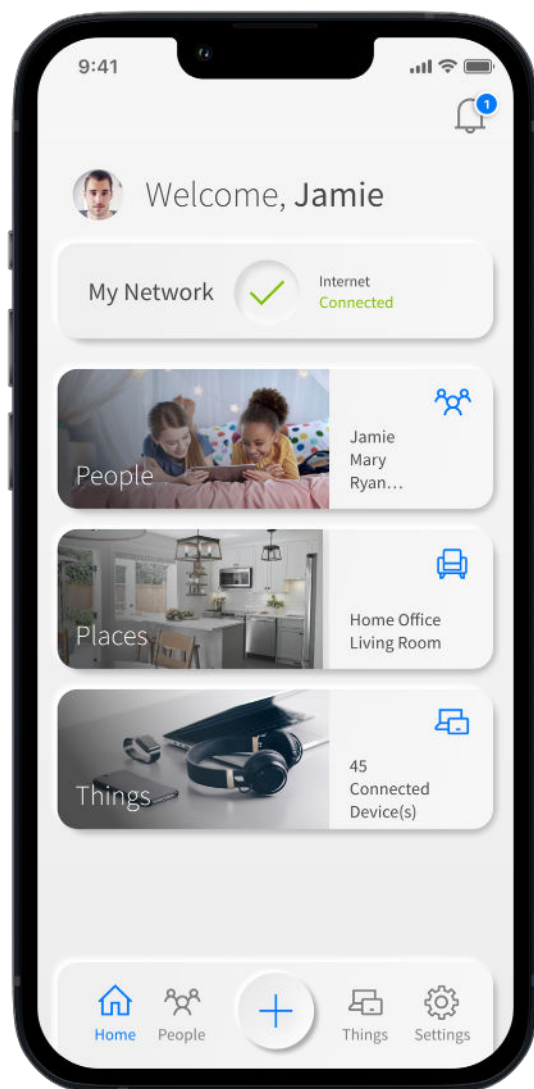 9:41
1
Welcome, Jamie
My Network
Internet
Connected
People
Jamie
Mary
Ryan...
Places
Home Office
Living Room
Things
45
Connected
Device(s)
Home
People
Things
Settings